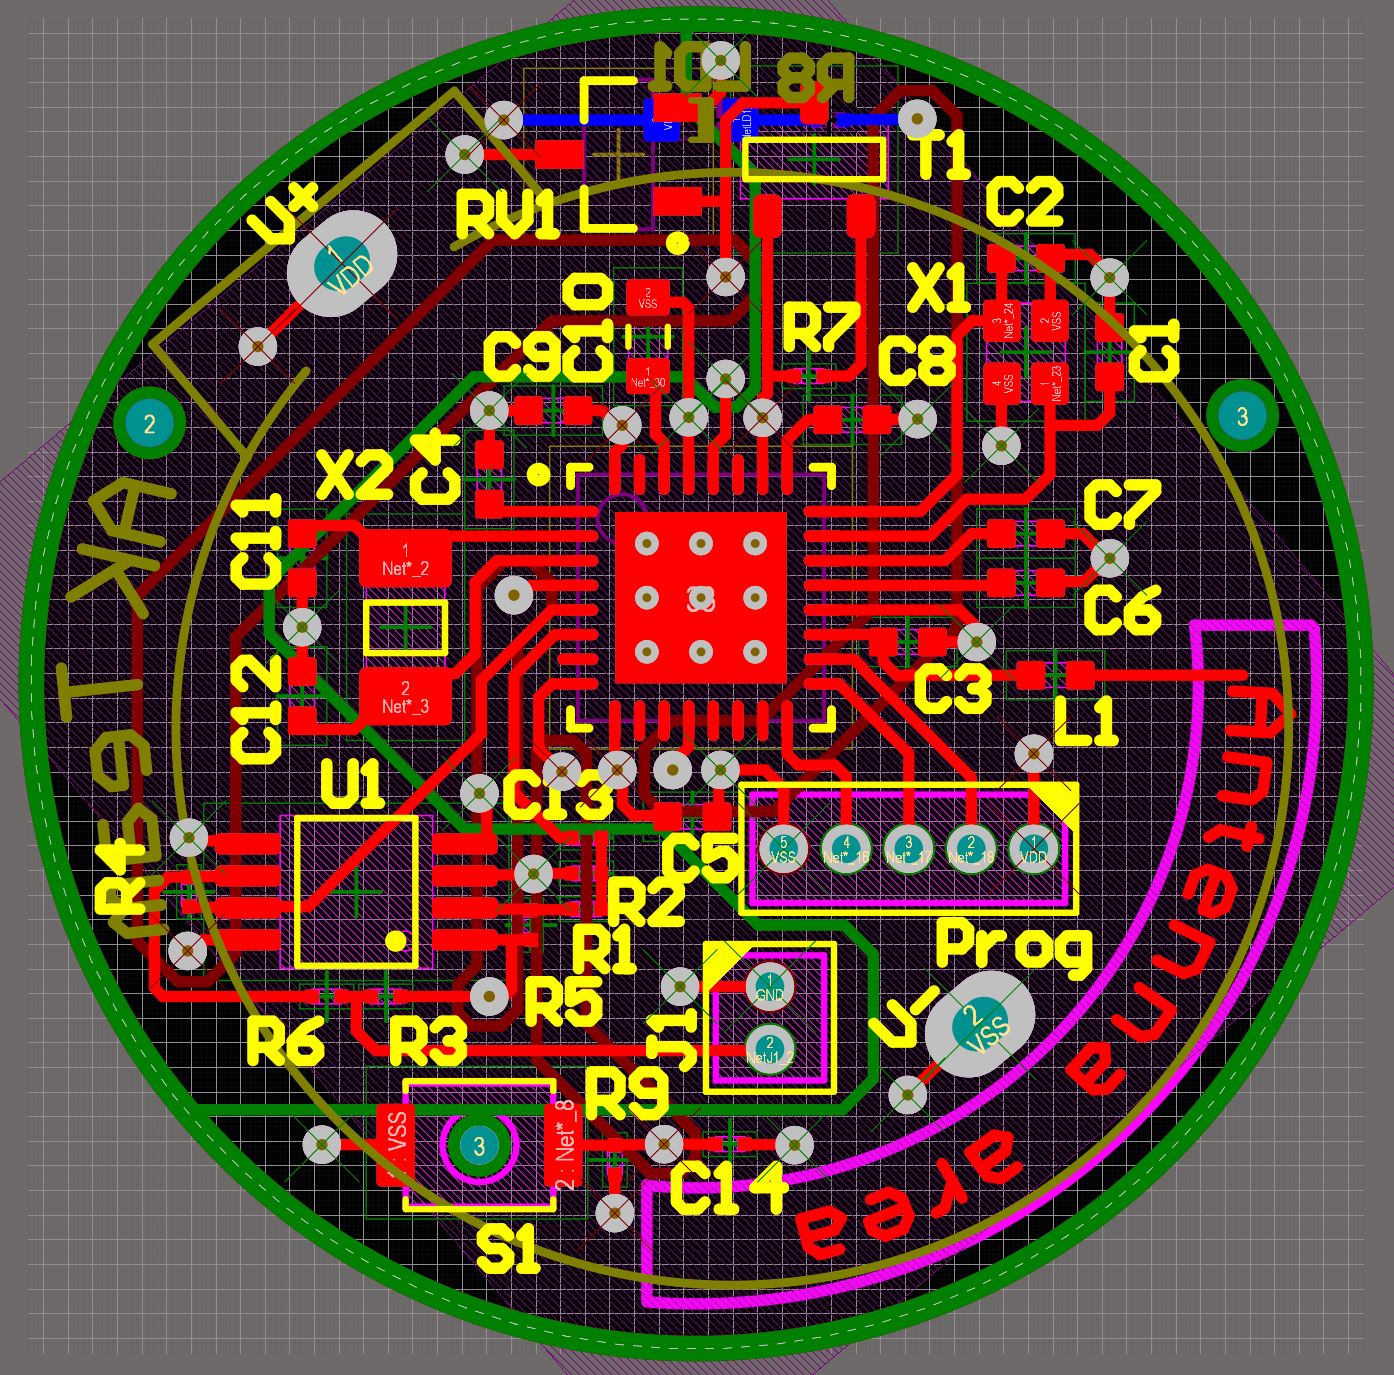 LD1
R8
1
T1
V+
1
VDD
RV1
C2
X1
C10
2
VSS
1
Net*_30
R7
C9
C8
3
Net*_24
2
VSS
4
VSS
1
Net*_23
C1
2
3
C4
X2
C11
1
Net*_2
C7
C6
C12
2
Net*_3
C3
L1
AK Test
U1
C13
R4
C5
5
VSS
4
Net*_16
3
Net*_17
2
Net*_18
1
VDD
R2
R1
Prog
R5
R6
R3
J1
1
GND
2
NetJ1_2
V-
2
VSS
Antenna area
R9
: VSS
3
2 : Net*_8
C14
S1